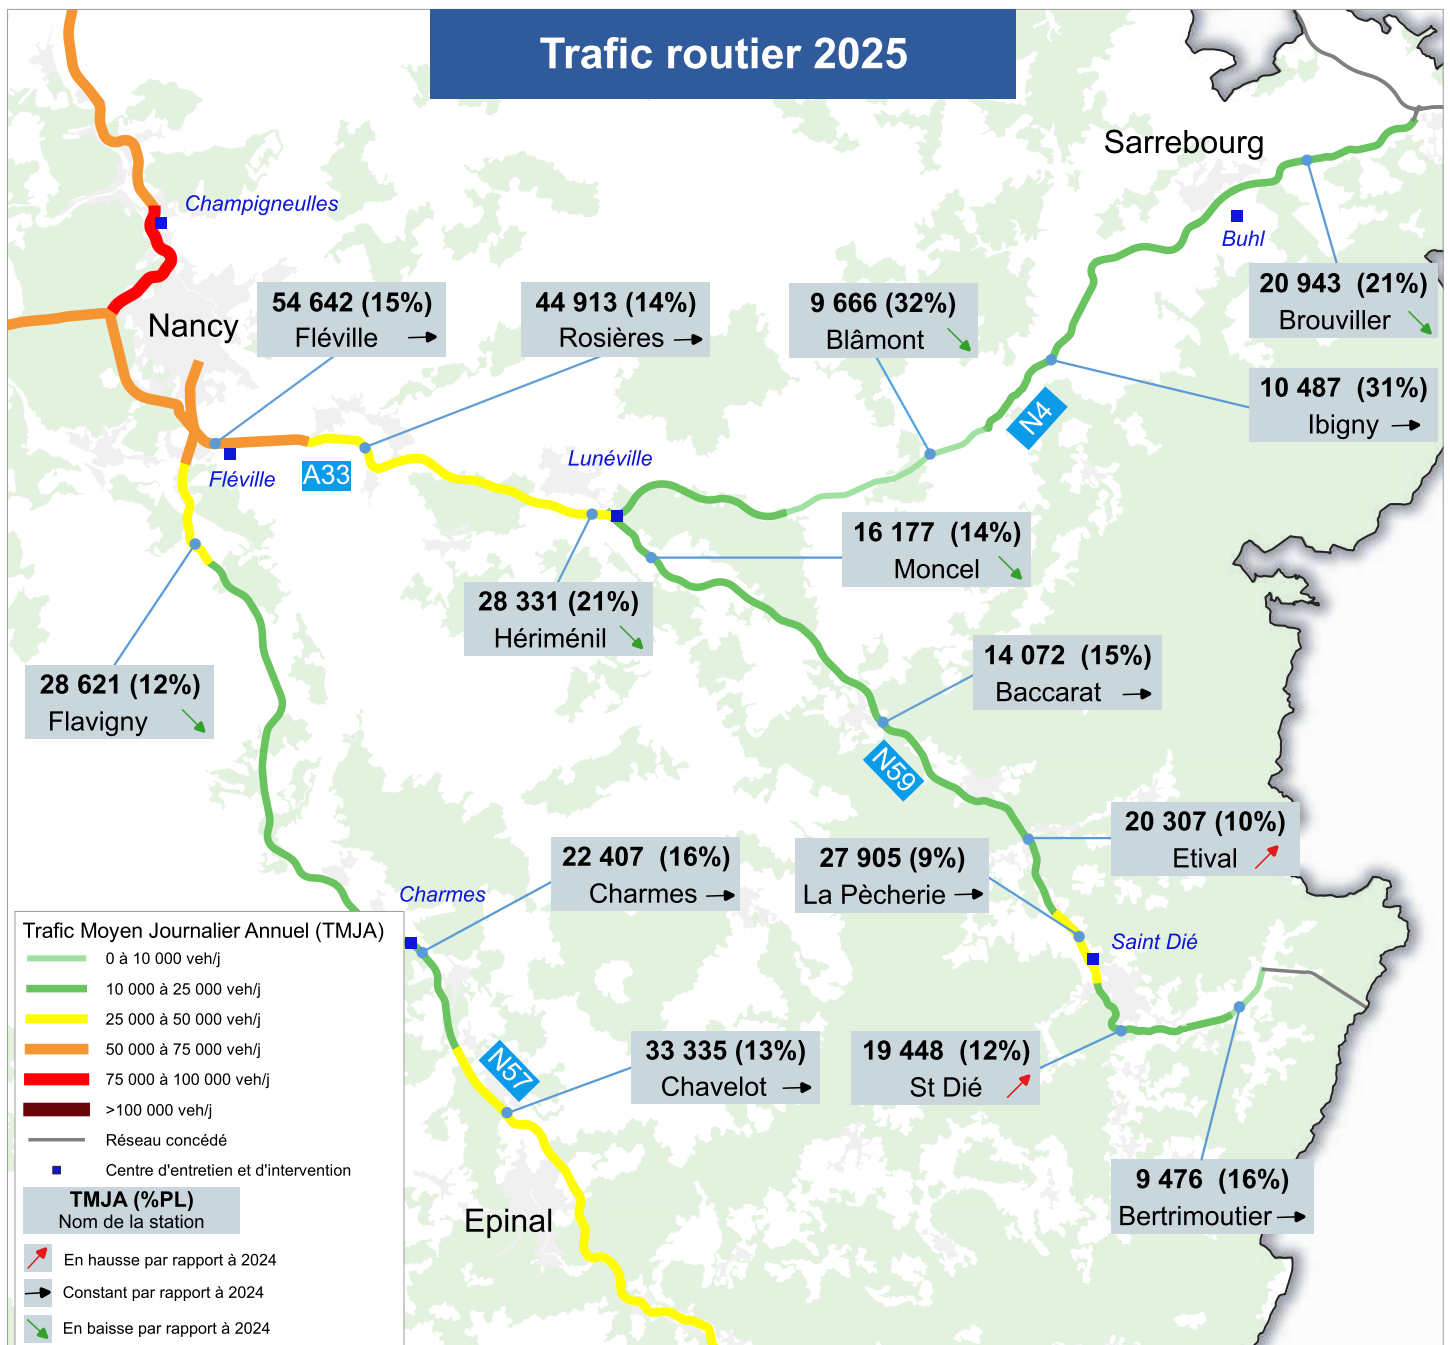 Trafic routier 2025
Sarrebourg
Champigneulles
Buhl
20 943 (21%)
Brouviller
54 642 (15%)
Fléville
44 913 (14%)
Rosières
9 666 (32%)
Blâmont
Nancy
10 487 (31%)
Ibigny
N4
Lunéville
Fléville
A33
16 177 (14%)
Moncel
28 331 (21%)
Hériménil
28 621 (12%)
Flavigny
14 072 (15%)
Baccarat
N59
20 307 (10%)
Etival
22 407 (16%)
Charmes
27 905 (9%)
La Pècherie
Charmes
Saint Dié
33 335 (13%)
Chavelot
19 448 (12%)
St Dié
N57
9 476 (16%)
Bertrimoutier
Epinal
Trafic Moyen Journalier Annuel (TMJA)
0 à 10 000 veh/j
10 000 à 25 000 veh/j
25 000 à 50 000 veh/j
50 000 à 75 000 veh/j
75 000 à 100 000 veh/j
>100 000 veh/j
Réseau concédé
Centre d'entretien et d'intervention
TMJA (%PL)
Nom de la station
En hausse par rapport à 2024
Constant par rapport à 2024
En baisse par rapport à 2024